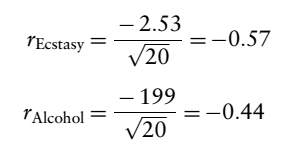 r_Ecstasy = −2.53 / √20 = −0.57
r_Alcohol = −199 / √20 = −0.44